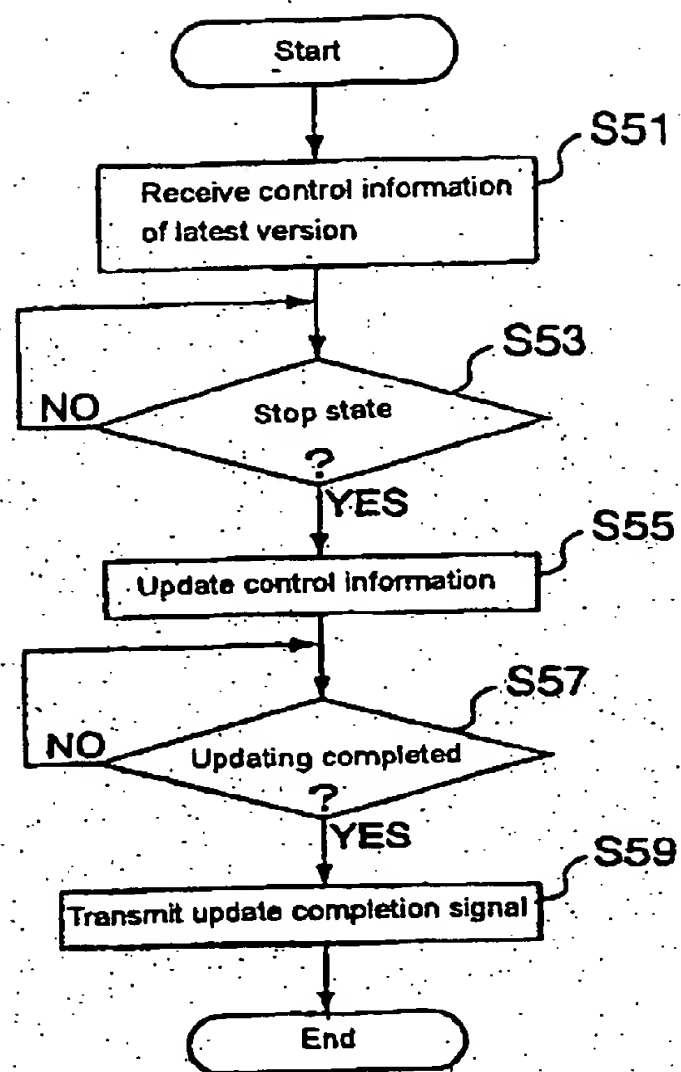 Start
S51
Receive control information
of latest version
S53
Stop state
?
NO
YES
S55
Update control information
S57
Updating completed
?
NO
YES
S59
Transmit update completion signal
End